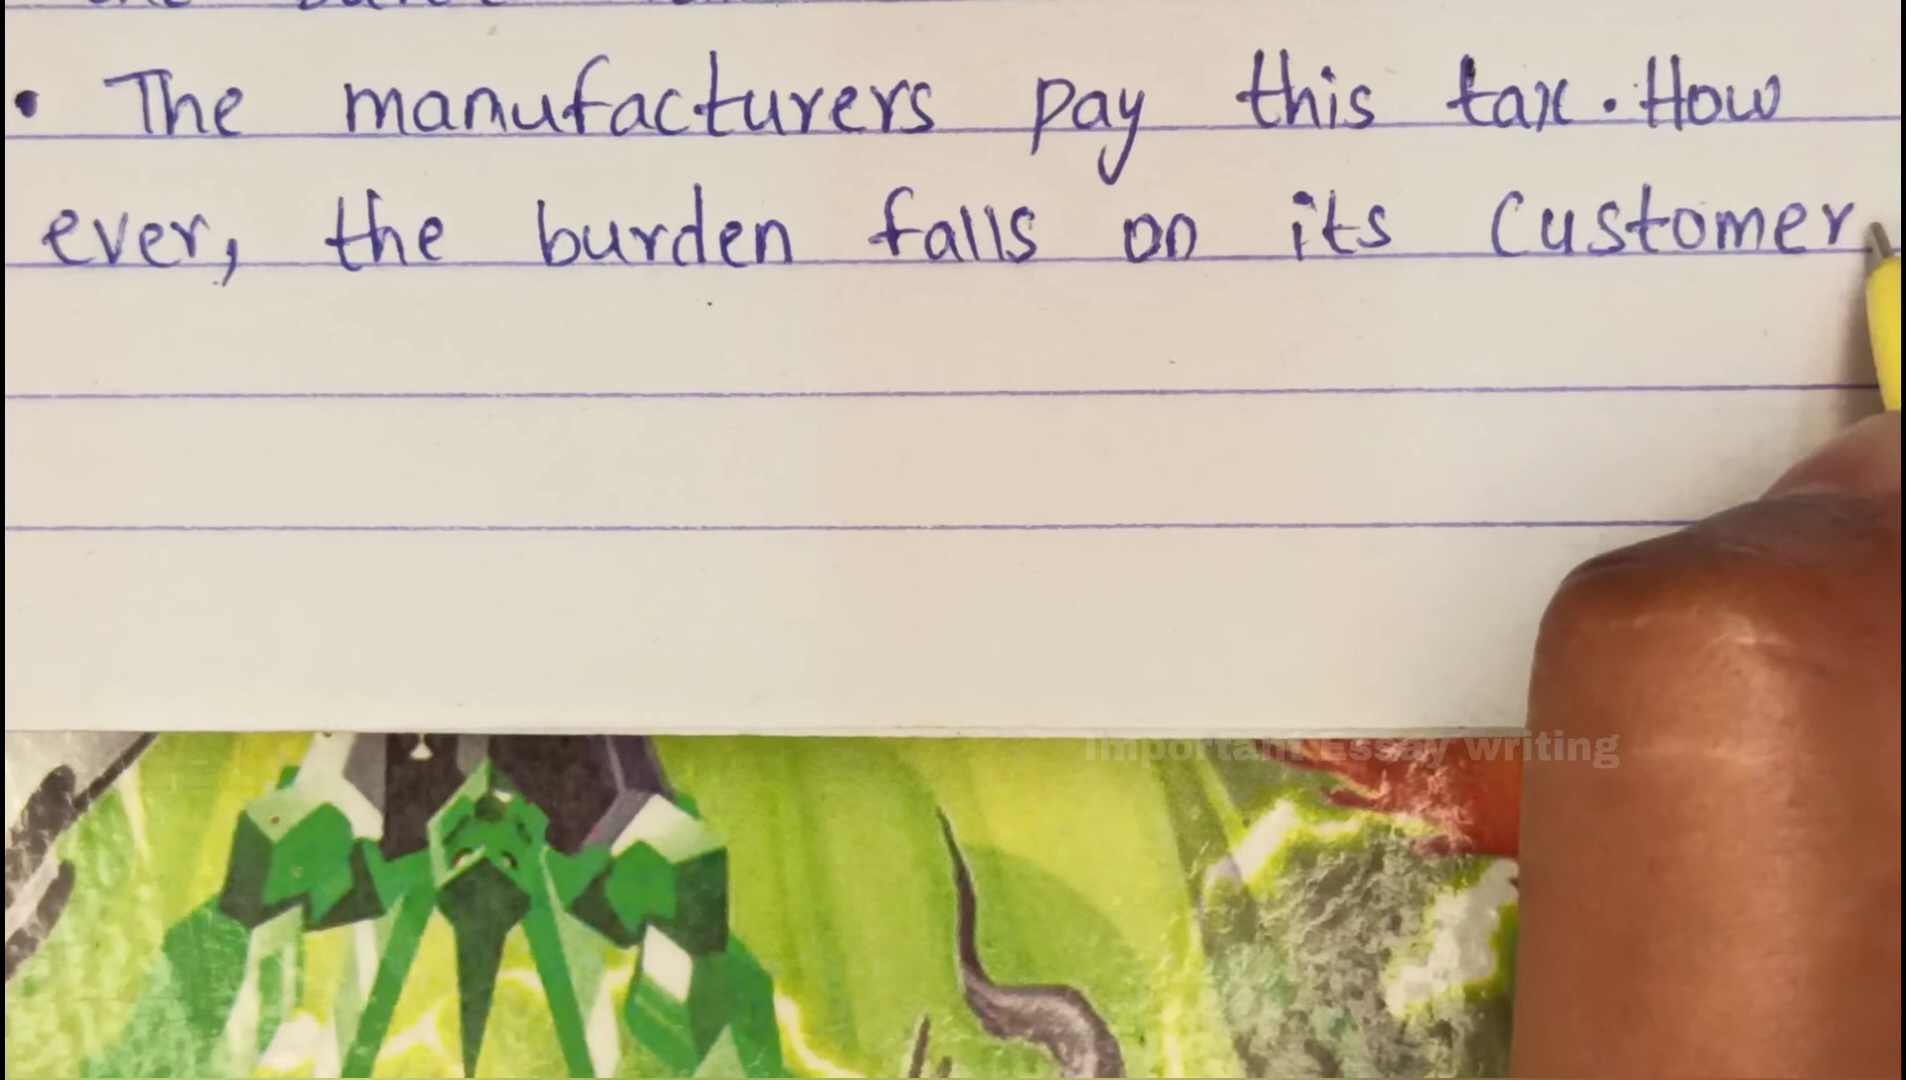 • The manufacturers pay this tax. How
ever, the burden falls on its customer
Important Essay writing